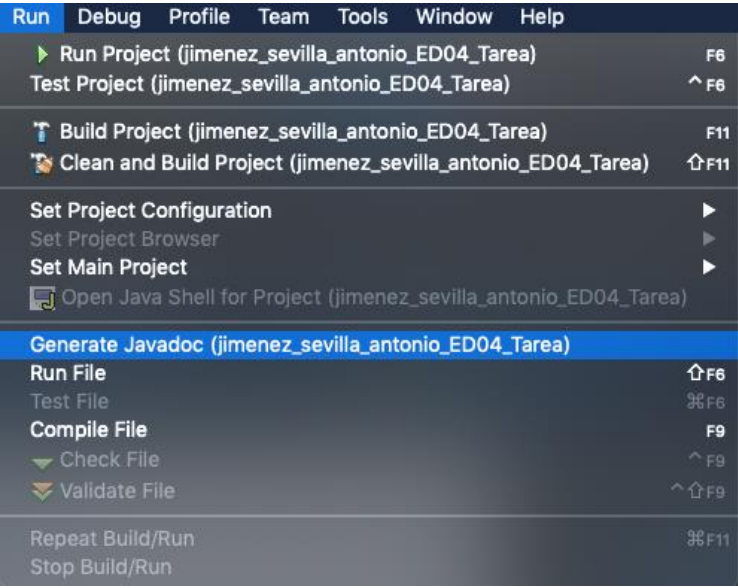 Run Debug Profile Team Tools Window Help
Run Project (jimenez_sevilla_antonio_ED04_Tarea) F6
Test Project (jimenez_sevilla_antonio_ED04_Tarea) ^F6
Build Project (jimenez_sevilla_antonio_ED04_Tarea) F11
Clean and Build Project (jimenez_sevilla_antonio_ED04_Tarea) ⇧F11
Set Project Configuration ▶
Set Project Browser ▶
Set Main Project ▶
Open Java Shell for Project (jimenez_sevilla_antonio_ED04_Tarea)
Generate Javadoc (jimenez_sevilla_antonio_ED04_Tarea)
Run File ⇧F6
Test File ⌘F6
Compile File F9
Check File ^F9
Validate File ^⇧F9
Repeat Build/Run ⌘F11
Stop Build/Run